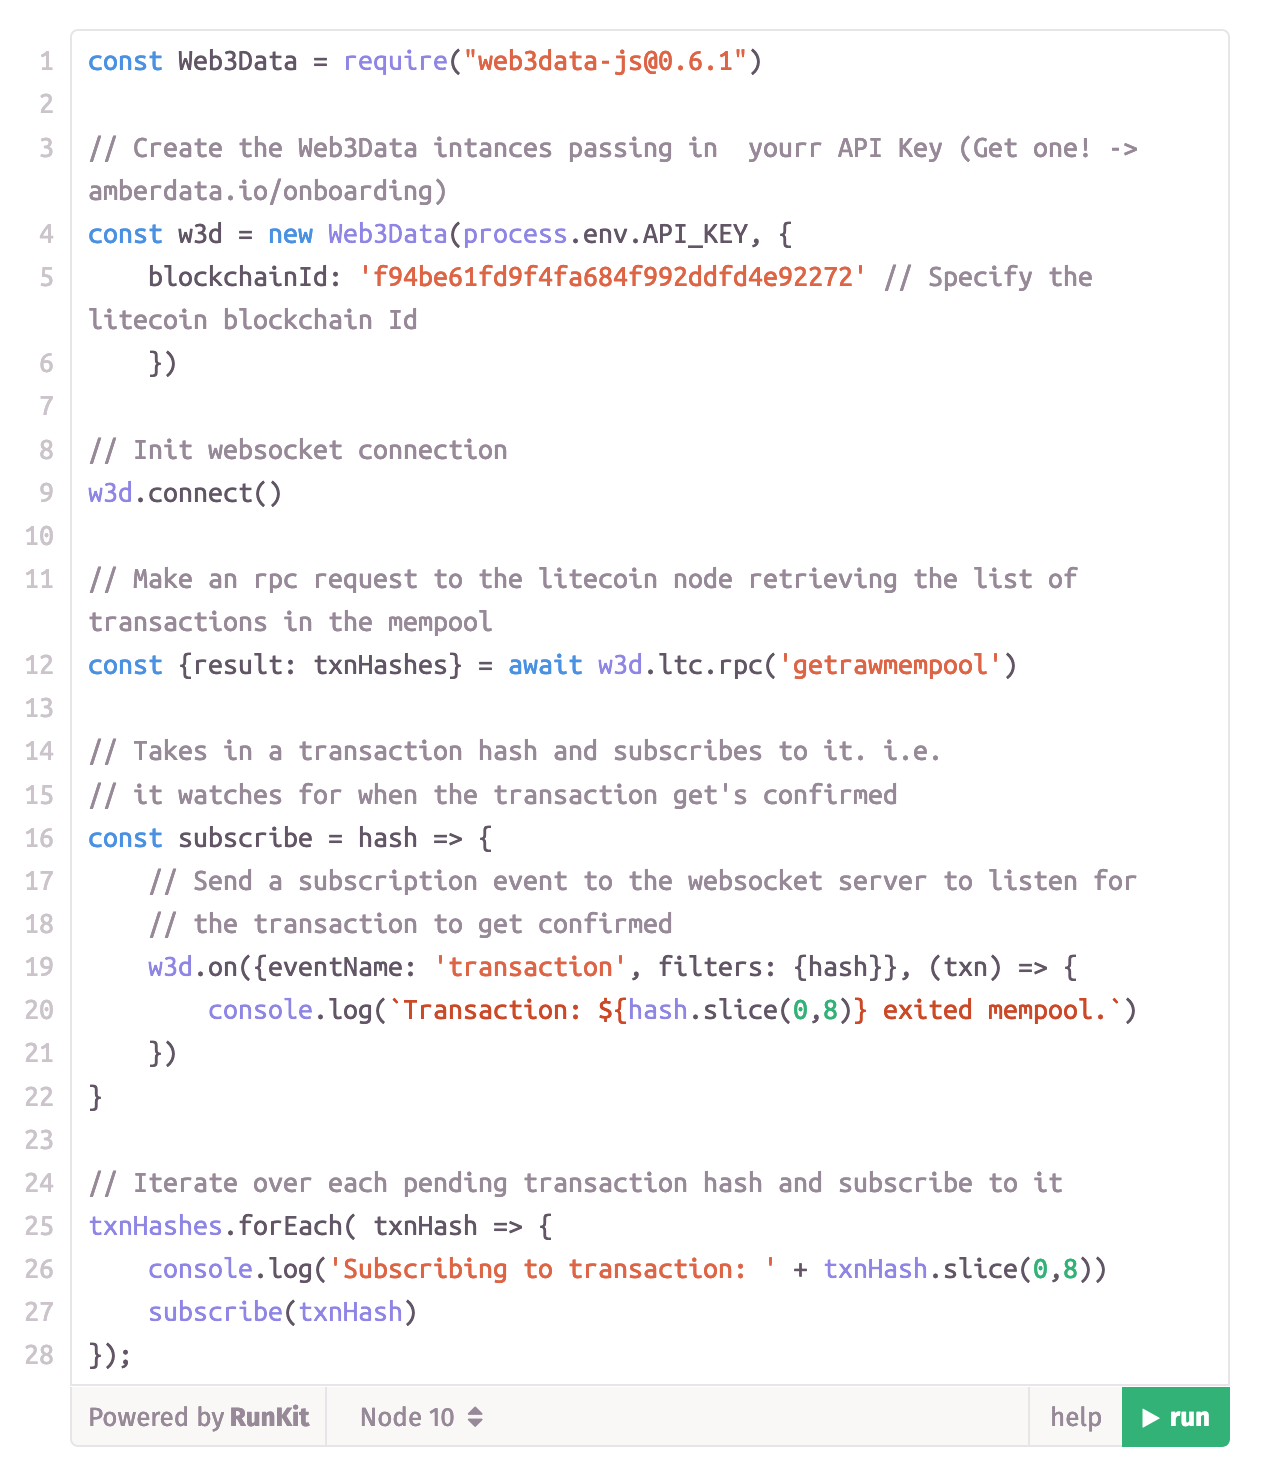 1 const Web3Data = require("web3data-js@0.6.1")
2
3 // Create the Web3Data intances passing in  yourr API Key (Get one! ->
amberdata.io/onboarding)
4 const w3d = new Web3Data(process.env.API_KEY, {
5     blockchainId: 'f94be61fd9f4fa684f992ddfd4e92272' // Specify the
litecoin blockchain Id
6     })
7
8 // Init websocket connection
9 w3d.connect()
10
11 // Make an rpc request to the litecoin node retrieving the list of
transactions in the mempool
12 const {result: txnHashes} = await w3d.ltc.rpc('getrawmempool')
13
14 // Takes in a transaction hash and subscribes to it. i.e.
15 // it watches for when the transaction get's confirmed
16 const subscribe = hash => {
17     // Send a subscription event to the websocket server to listen for
18     // the transaction to get confirmed
19     w3d.on({eventName: 'transaction', filters: {hash}}, (txn) => {
20         console.log(`Transaction: ${hash.slice(0,8)} exited mempool.`)
21     })
22 }
23
24 // Iterate over each pending transaction hash and subscribe to it
25 txnHashes.forEach( txnHash => {
26     console.log('Subscribing to transaction: ' + txnHash.slice(0,8))
27     subscribe(txnHash)
28 });
Powered by RunKit Node 10 help run